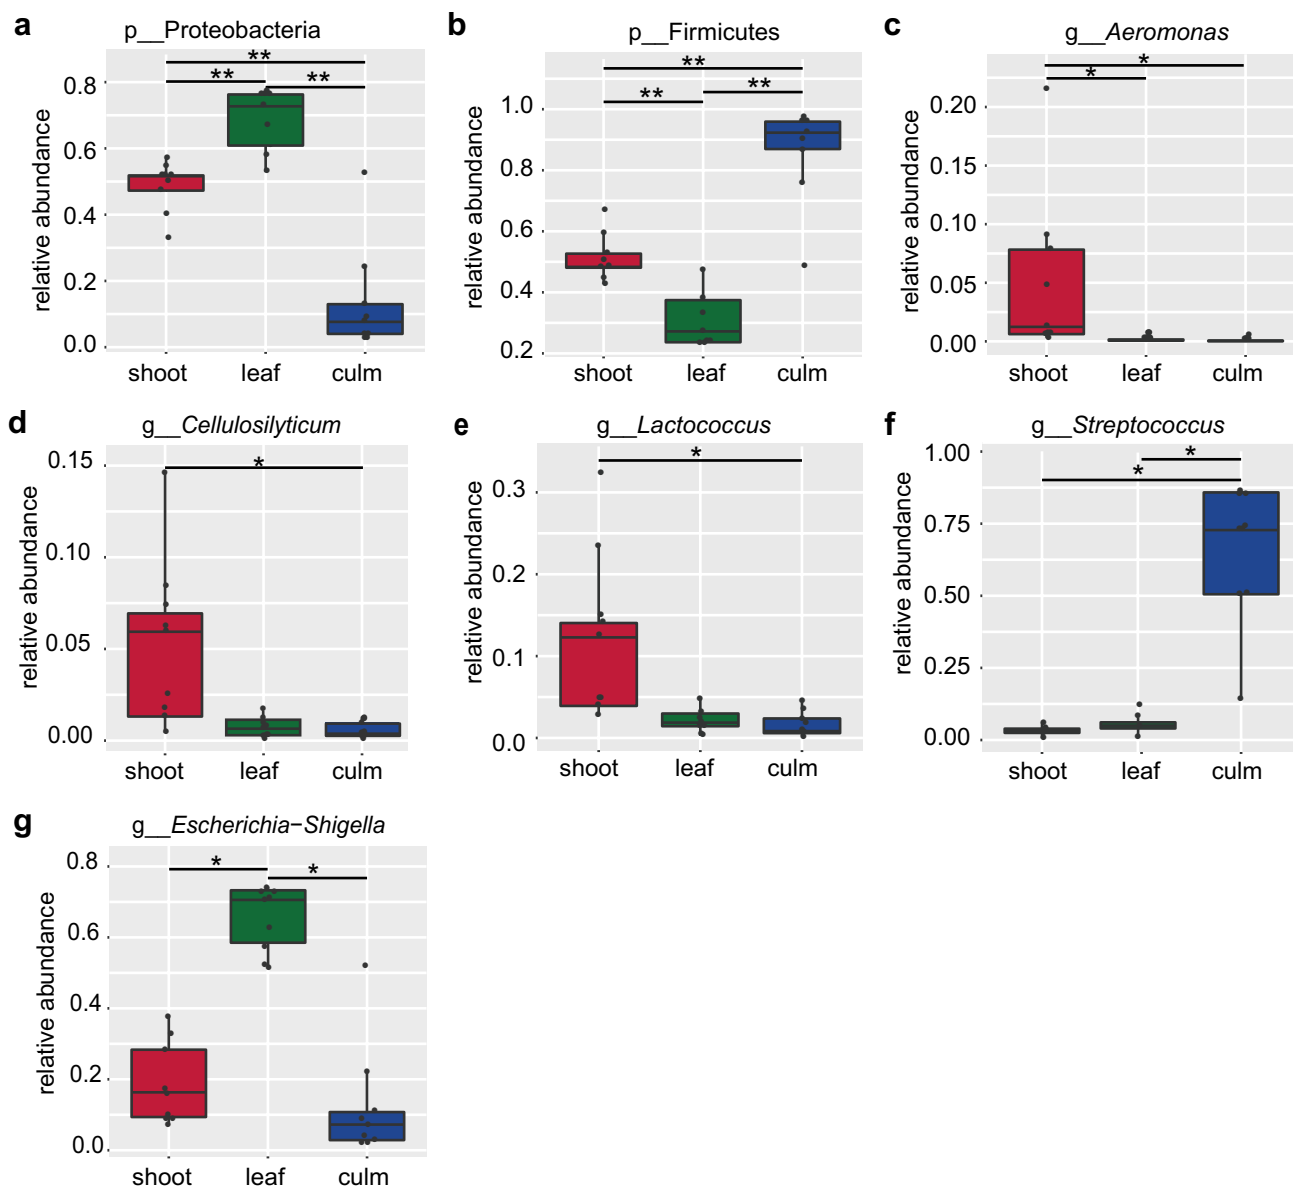 a
p__Proteobacteria
**
**
**
relative abundance
0.8
0.6
0.4
0.2
0.0
shoot
leaf
culm
b
p__Firmicutes
**
**
**
relative abundance
1.0
0.8
0.6
0.4
0.2
shoot
leaf
culm
c
g__Aeromonas
*
*
relative abundance
0.20
0.15
0.10
0.05
0.00
shoot
leaf
culm
d
g__Cellulosilyticum
*
relative abundance
0.15
0.10
0.05
0.00
shoot
leaf
culm
e
g__Lactococcus
*
relative abundance
0.3
0.2
0.1
0.0
shoot
leaf
culm
f
g__Streptococcus
*
*
relative abundance
1.00
0.75
0.50
0.25
0.00
shoot
leaf
culm
g
g__Escherichia−Shigella
*
*
relative abundance
0.8
0.6
0.4
0.2
0.0
shoot
leaf
culm